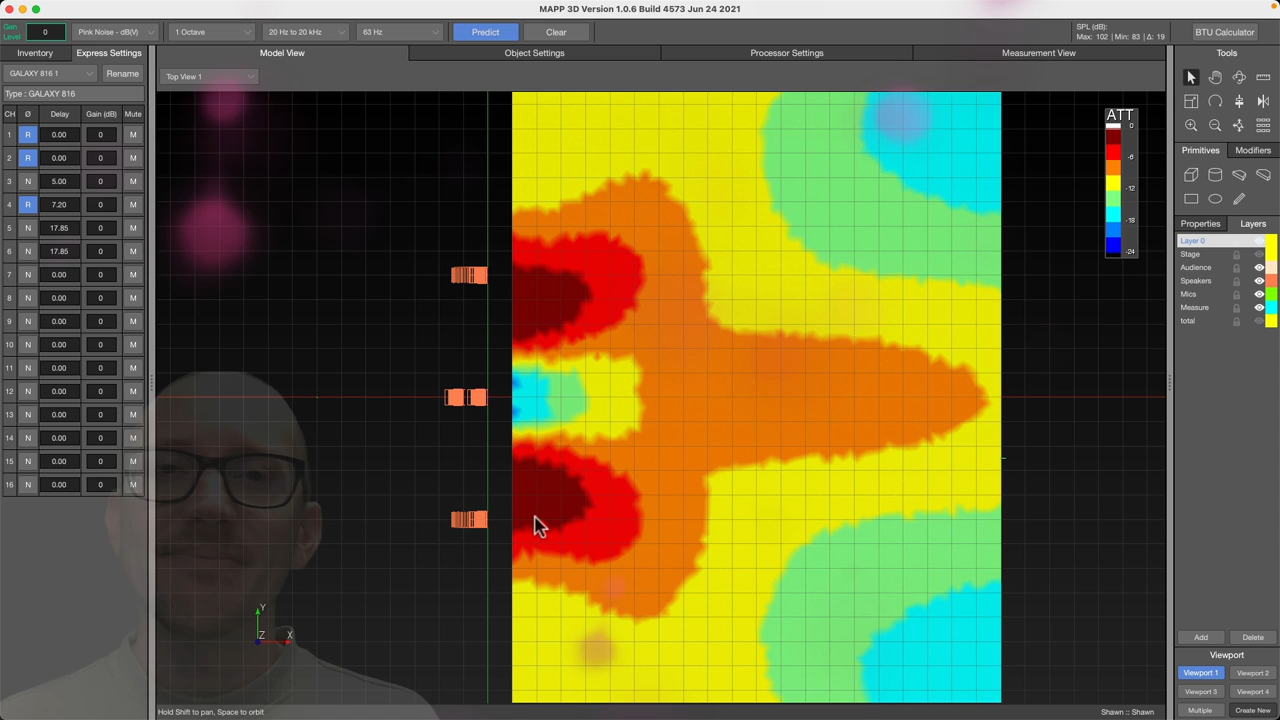 MAPP 3D Version 1.0.6 Build 4573 Jun 24 2021
Gen Level 0 Pink Noise - dB(V) 1 Octave 20 Hz to 20 kHz 63 Hz Predict Clear SPL (dB): Max: 102 | Min: 83 | Δ: 19 BTU Calculator
Inventory Express Settings Model View Object Settings Processor Settings Measurement View Tools
GALAXY 816 1 Rename Top View 1
Type : GALAXY 816
CH Ø Delay Gain (dB) Mute
1 R 0.00 0 M
2 R 0.00 0 M
3 N 5.00 0 M
4 R 7.20 0 M
5 N 17.85 0 M
6 N 17.85 0 M
7 N 0.00 0 M
8 N 0.00 0 M
9 N 0.00 0 M
10 N 0.00 0 M
11 N 0.00 0 M
12 N 0.00 0 M
13 N 0.00 0 M
14 N 0.00 0 M
15 N 0.00 0 M
16 N 0.00 0 M
ATT
0
-6
-12
-18
-24
Primitives Modifiers
Properties Layers
Layer 0
Stage
Audience
Speakers
Mics
Measure
total
Add Delete
Viewport
Viewport 1 Viewport 2
Viewport 3 Viewport 4
Multiple Create New
Y
Z X
Hold Shift to pan, Space to orbit Shawn :: Shawn